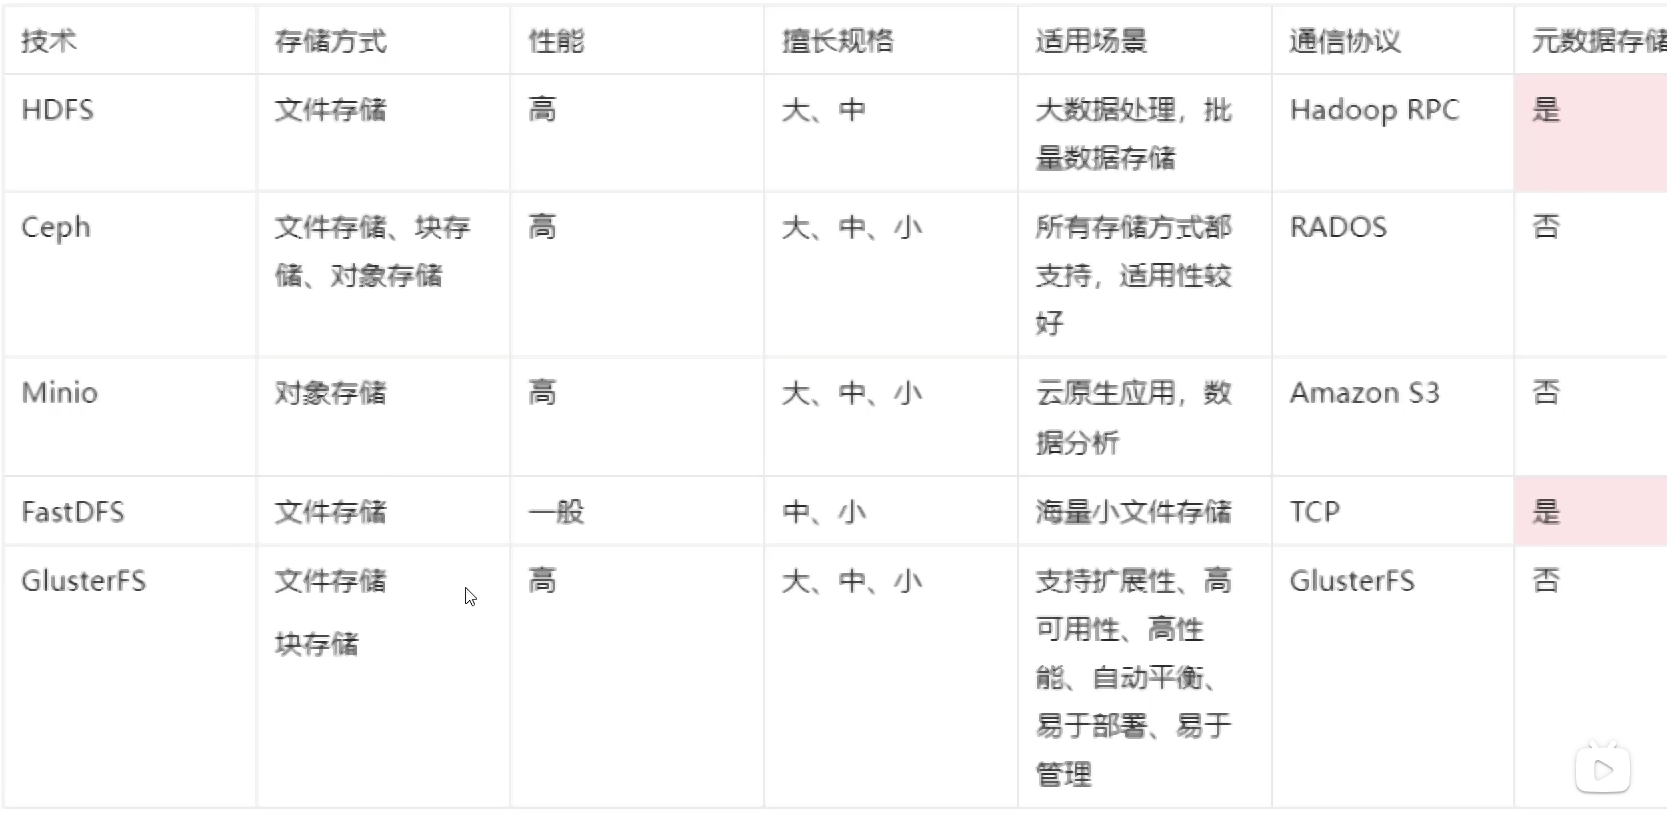 技术 存储方式 性能 擅长规格 适用场景 通信协议 元数据存储
HDFS 文件存储 高 大、中 大数据处理，批 Hadoop RPC 是
量数据存储
Ceph 文件存储、块存 高 大、中、小 所有存储方式都 RADOS 否
储、对象存储 支持，适用性较
好
Minio 对象存储 高 大、中、小 云原生应用，数 Amazon S3 否
据分析
FastDFS 文件存储 一般 中、小 海量小文件存储 TCP 是
GlusterFS 文件存储 高 大、中、小 支持扩展性、高 GlusterFS 否
可用性、高性
块存储
能、自动平衡、
易于部署、易于
管理